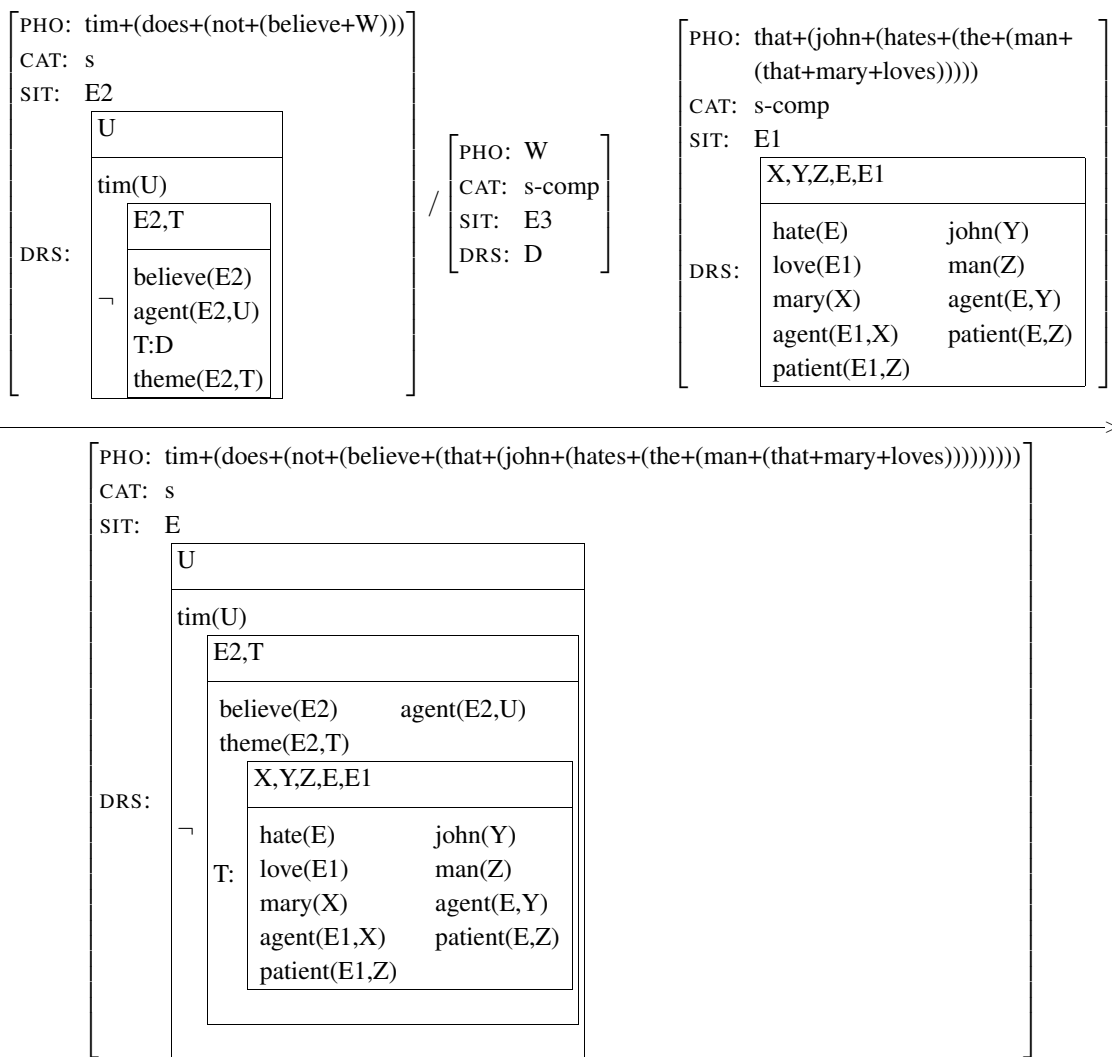 PHO: tim+(does+(not+(believe+W)))
CAT: s
SIT: E2
DRS:
U
tim(U)
¬
E2,T
believe(E2)
agent(E2,U)
T:D
theme(E2,T)
/
PHO: W
CAT: s-comp
SIT: E3
DRS: D
PHO: that+(john+(hates+(the+(man+
(that+mary+loves)))))
CAT: s-comp
SIT: E1
DRS:
X,Y,Z,E,E1
hate(E) john(Y)
love(E1) man(Z)
mary(X) agent(E,Y)
agent(E1,X) patient(E,Z)
patient(E1,Z)
>
PHO: tim+(does+(not+(believe+(that+(john+(hates+(the+(man+(that+mary+loves)))))))))
CAT: s
SIT: E
DRS:
U
tim(U)
¬
E2,T
believe(E2) agent(E2,U)
theme(E2,T)
T:
X,Y,Z,E,E1
hate(E) john(Y)
love(E1) man(Z)
mary(X) agent(E,Y)
agent(E1,X) patient(E,Z)
patient(E1,Z)